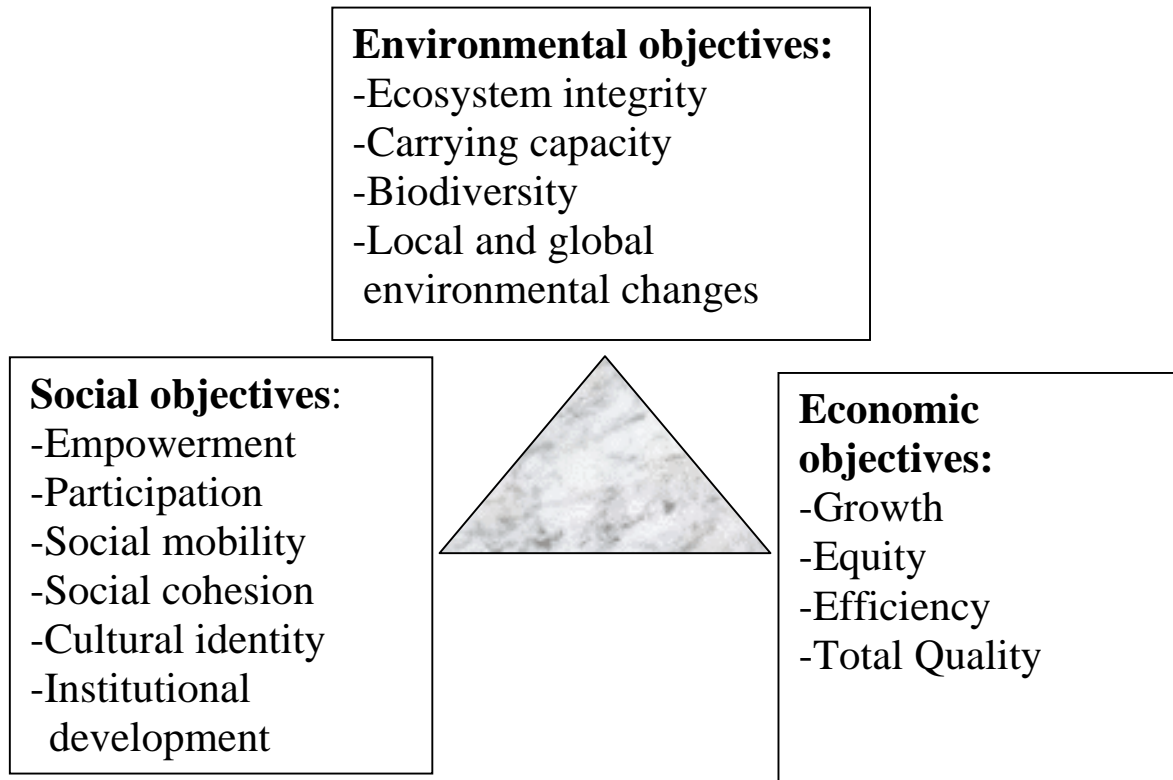 Environmental objectives:
-Ecosystem integrity
-Carrying capacity
-Biodiversity
-Local and global
environmental changes
Social objectives:
-Empowerment
-Participation
-Social mobility
-Social cohesion
-Cultural identity
-Institutional
development
Economic
objectives:
-Growth
-Equity
-Efficiency
-Total Quality